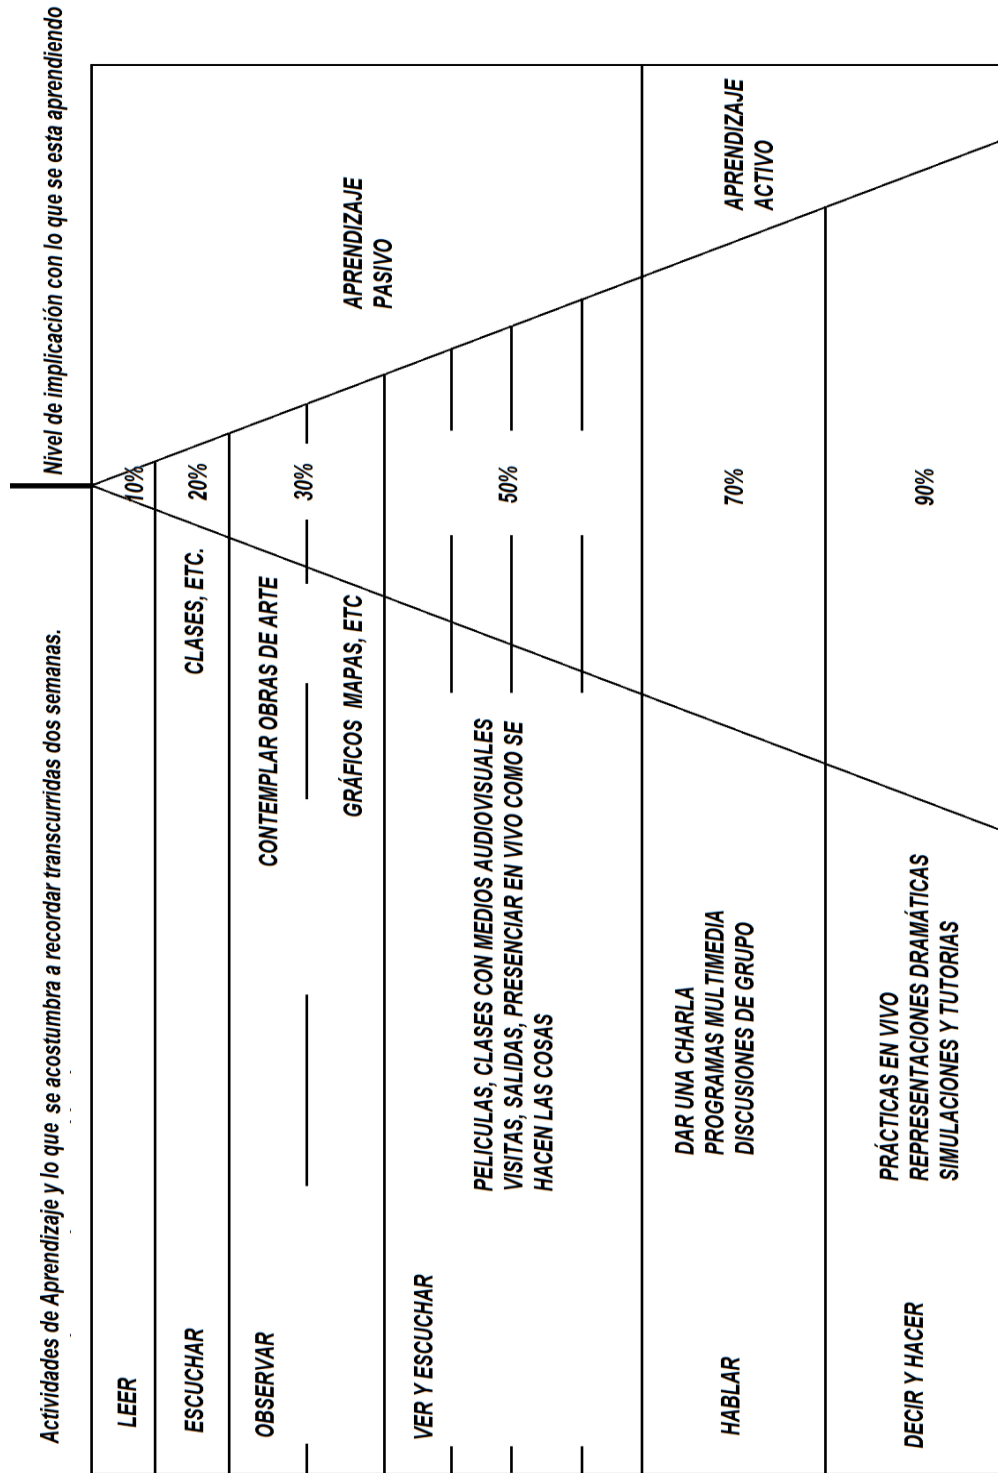 Actividades de Aprendizaje y lo que se acostumbra a recordar transcurridas dos semanas.
Nivel de implicación con lo que se esta aprendiendo
LEER
10%
ESCUCHAR
CLASES, ETC.
20%
OBSERVAR
CONTEMPLAR OBRAS DE ARTE
30%
GRÁFICOS MAPAS, ETC
APRENDIZAJE
PASIVO
VER Y ESCUCHAR
PELICULAS, CLASES CON MEDIOS AUDIOVISUALES
VISITAS, SALIDAS, PRESENCIAR EN VIVO COMO SE
HACEN LAS COSAS
50%
HABLAR
DAR UNA CHARLA
PROGRAMAS MULTIMEDIA
DISCUSIONES DE GRUPO
70%
APRENDIZAJE
ACTIVO
DECIR Y HACER
PRÁCTICAS EN VIVO
REPRESENTACIONES DRAMÁTICAS
SIMULACIONES Y TUTORIAS
90%